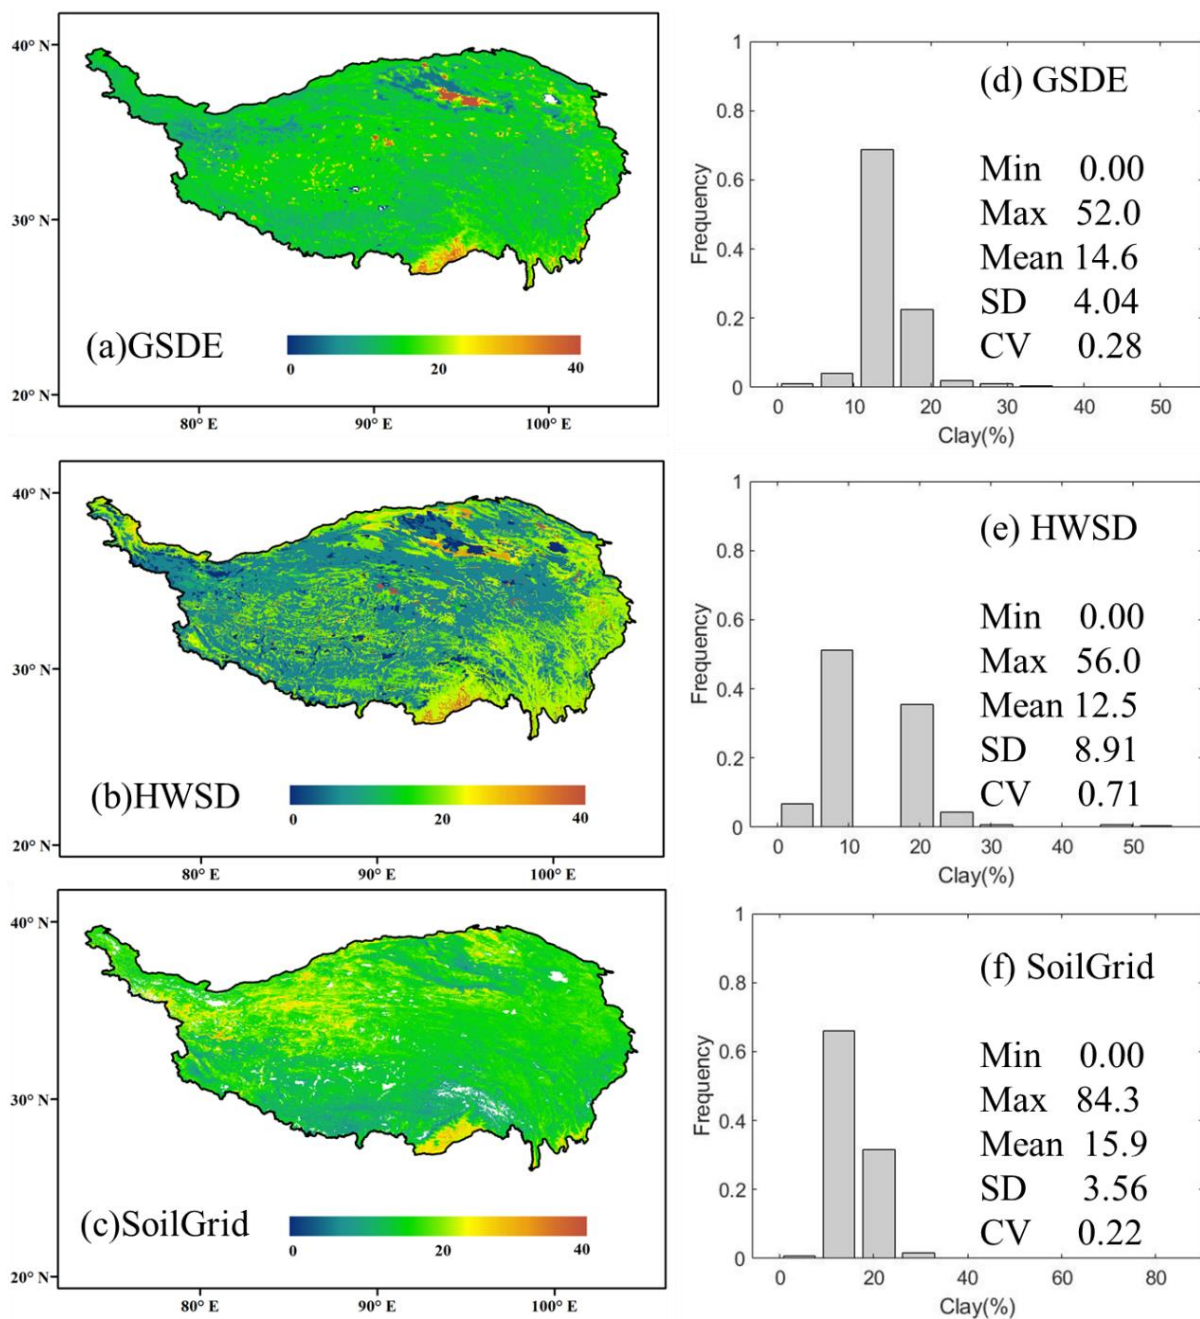 40° N
30° N
20° N
80° E
90° E
100° E
(a)GSDE
0
20
40
1
0.8
0.6
0.4
0.2
0
Frequency
(d) GSDE
Min 0.00
Max 52.0
Mean 14.6
SD 4.04
CV 0.28
0
10
20
30
40
50
Clay(%)
40° N
30° N
20° N
80° E
90° E
100° E
(b)HWSD
0
20
40
1
0.8
0.6
0.4
0.2
0
Frequency
(e) HWSD
Min 0.00
Max 56.0
Mean 12.5
SD 8.91
CV 0.71
0
10
20
30
40
50
Clay(%)
40° N
30° N
20° N
80° E
90° E
100° E
(c)SoilGrid
0
20
40
1
0.8
0.6
0.4
0.2
0
Frequency
(f) SoilGrid
Min 0.00
Max 84.3
Mean 15.9
SD 3.56
CV 0.22
0
20
40
60
80
Clay(%)